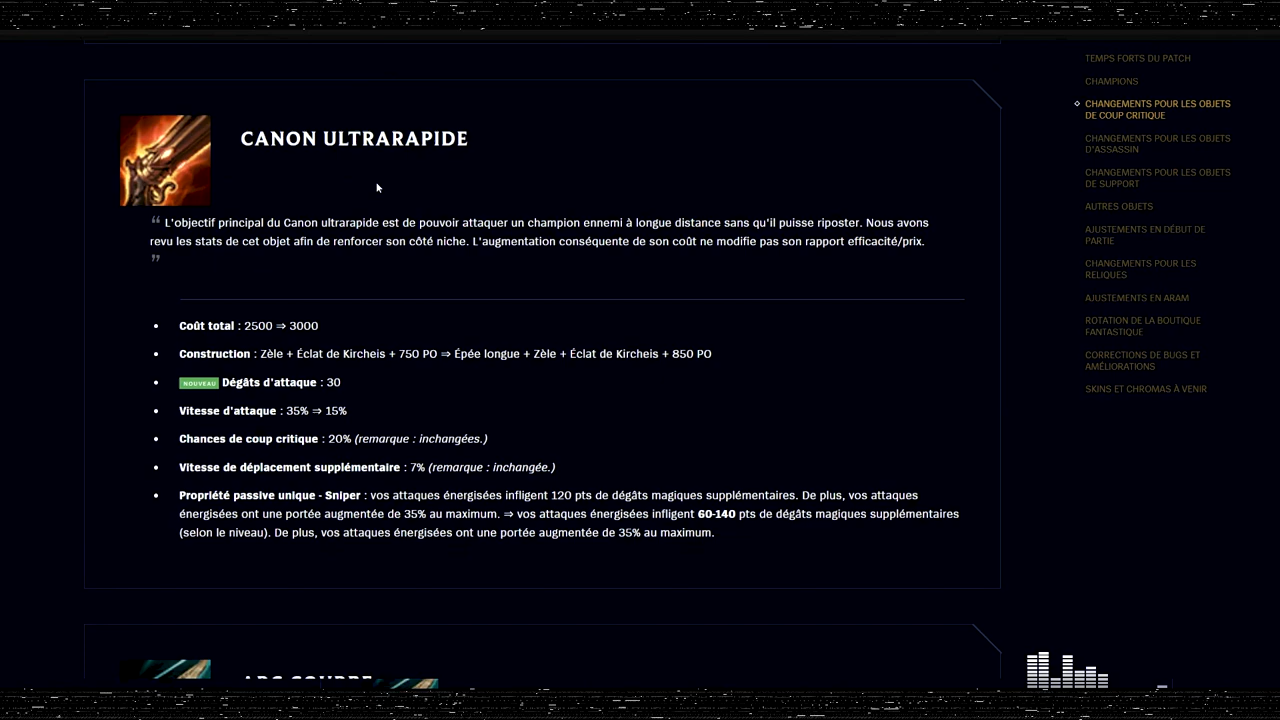 CANON ULTRARAPIDE
“ L'objectif principal du Canon ultrarapide est de pouvoir attaquer un champion ennemi à longue distance sans qu'il puisse riposter. Nous avons
revu les stats de cet objet afin de renforcer son côté niche. L'augmentation conséquente de son coût ne modifie pas son rapport efficacité/prix.
”
• Coût total : 2500 ⇒ 3000
• Construction : Zèle + Éclat de Kircheis + 750 PO ⇒ Épée longue + Zèle + Éclat de Kircheis + 850 PO
• NOUVEAU Dégâts d'attaque : 30
• Vitesse d'attaque : 35% ⇒ 15%
• Chances de coup critique : 20% (remarque : inchangées.)
• Vitesse de déplacement supplémentaire : 7% (remarque : inchangée.)
• Propriété passive unique - Sniper : vos attaques énergisées infligent 120 pts de dégâts magiques supplémentaires. De plus, vos attaques
énergisées ont une portée augmentée de 35% au maximum. ⇒ vos attaques énergisées infligent 60-140 pts de dégâts magiques supplémentaires
(selon le niveau). De plus, vos attaques énergisées ont une portée augmentée de 35% au maximum.
TEMPS FORTS DU PATCH
CHAMPIONS
CHANGEMENTS POUR LES OBJETS
DE COUP CRITIQUE
CHANGEMENTS POUR LES OBJETS
D'ASSASSIN
CHANGEMENTS POUR LES OBJETS
DE SUPPORT
AUTRES OBJETS
AJUSTEMENTS EN DÉBUT DE
PARTIE
CHANGEMENTS POUR LES
RELIQUES
AJUSTEMENTS EN ARAM
ROTATION DE LA BOUTIQUE
FANTASTIQUE
CORRECTIONS DE BUGS ET
AMÉLIORATIONS
SKINS ET CHROMAS À VENIR